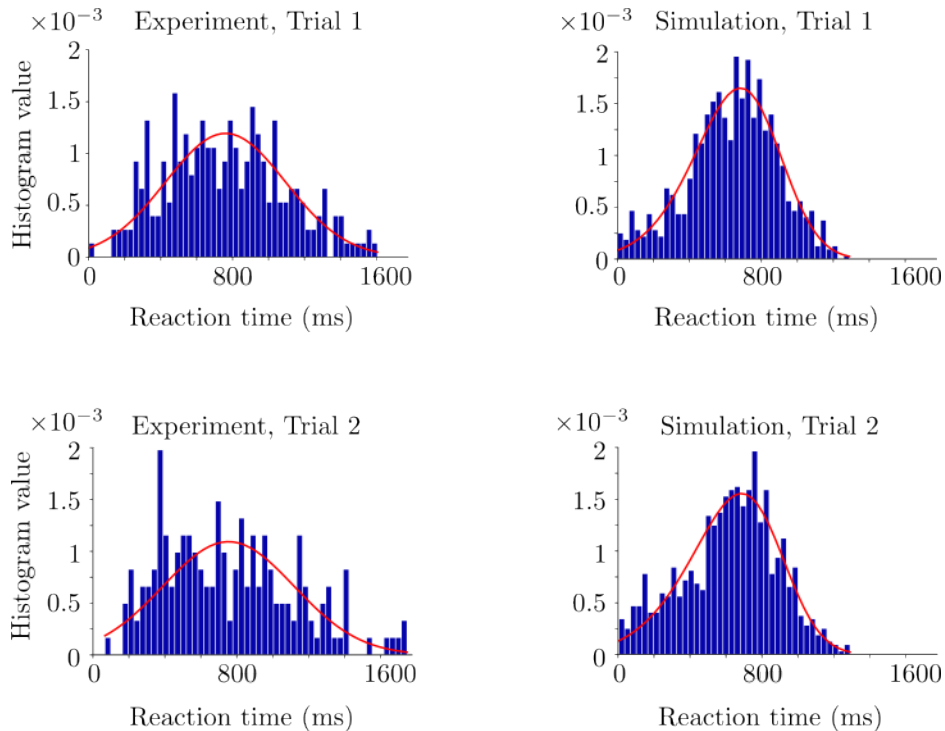 ×10⁻³ Experiment, Trial 1
2
1.5
1
0.5
0
Histogram value
0 800 1600
Reaction time (ms)
×10⁻³ Simulation, Trial 1
2
1.5
1
0.5
0
0 800 1600
Reaction time (ms)
×10⁻³ Experiment, Trial 2
2
1.5
1
0.5
0
Histogram value
0 800 1600
Reaction time (ms)
×10⁻³ Simulation, Trial 2
2
1.5
1
0.5
0
0 800 1600
Reaction time (ms)